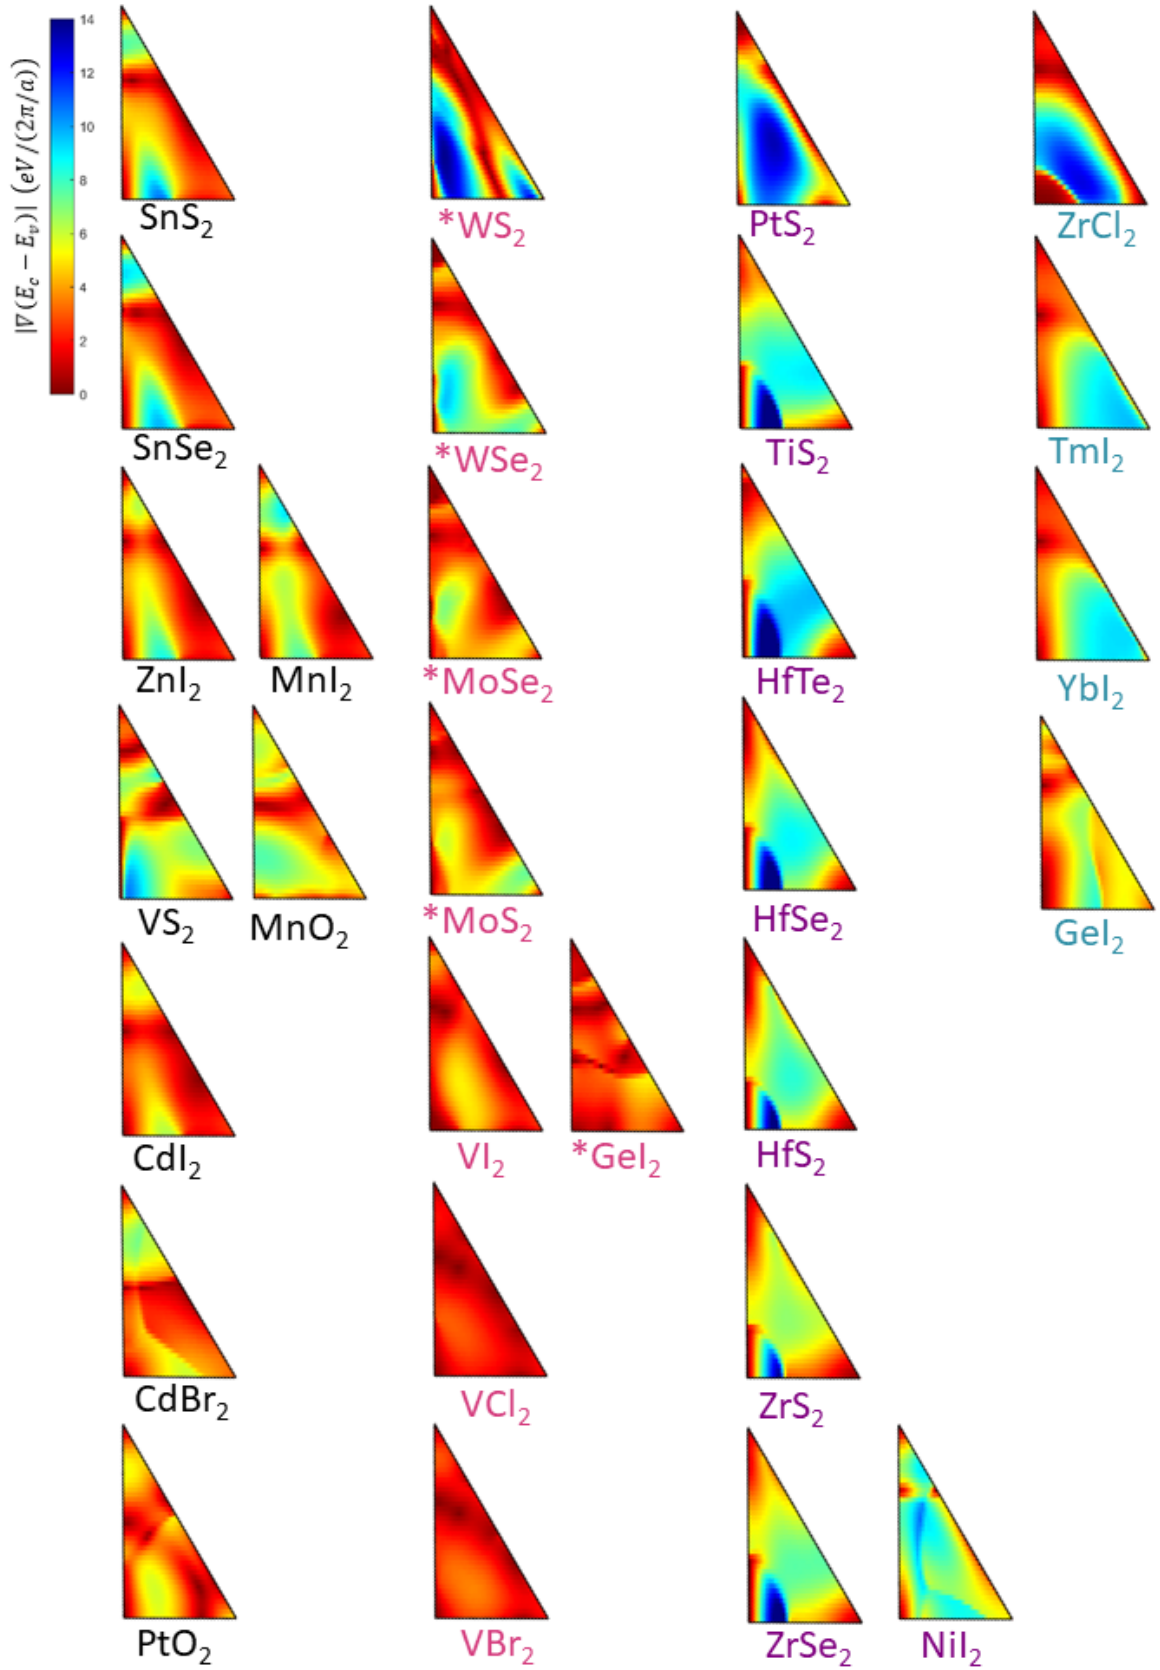 |∇(E_c − E_v)| (eV/(2π/a))
14
12
10
8
6
4
2
0
SnS₂ *WS₂ PtS₂ ZrCl₂
SnSe₂ *WSe₂ TiS₂ TmI₂
ZnI₂ MnI₂ *MoSe₂ HfTe₂ YbI₂
VS₂ MnO₂ *MoS₂ HfSe₂ GeI₂
CdI₂ VI₂ *GeI₂ HfS₂
CdBr₂ VCl₂ ZrS₂
PtO₂ VBr₂ ZrSe₂ NiI₂